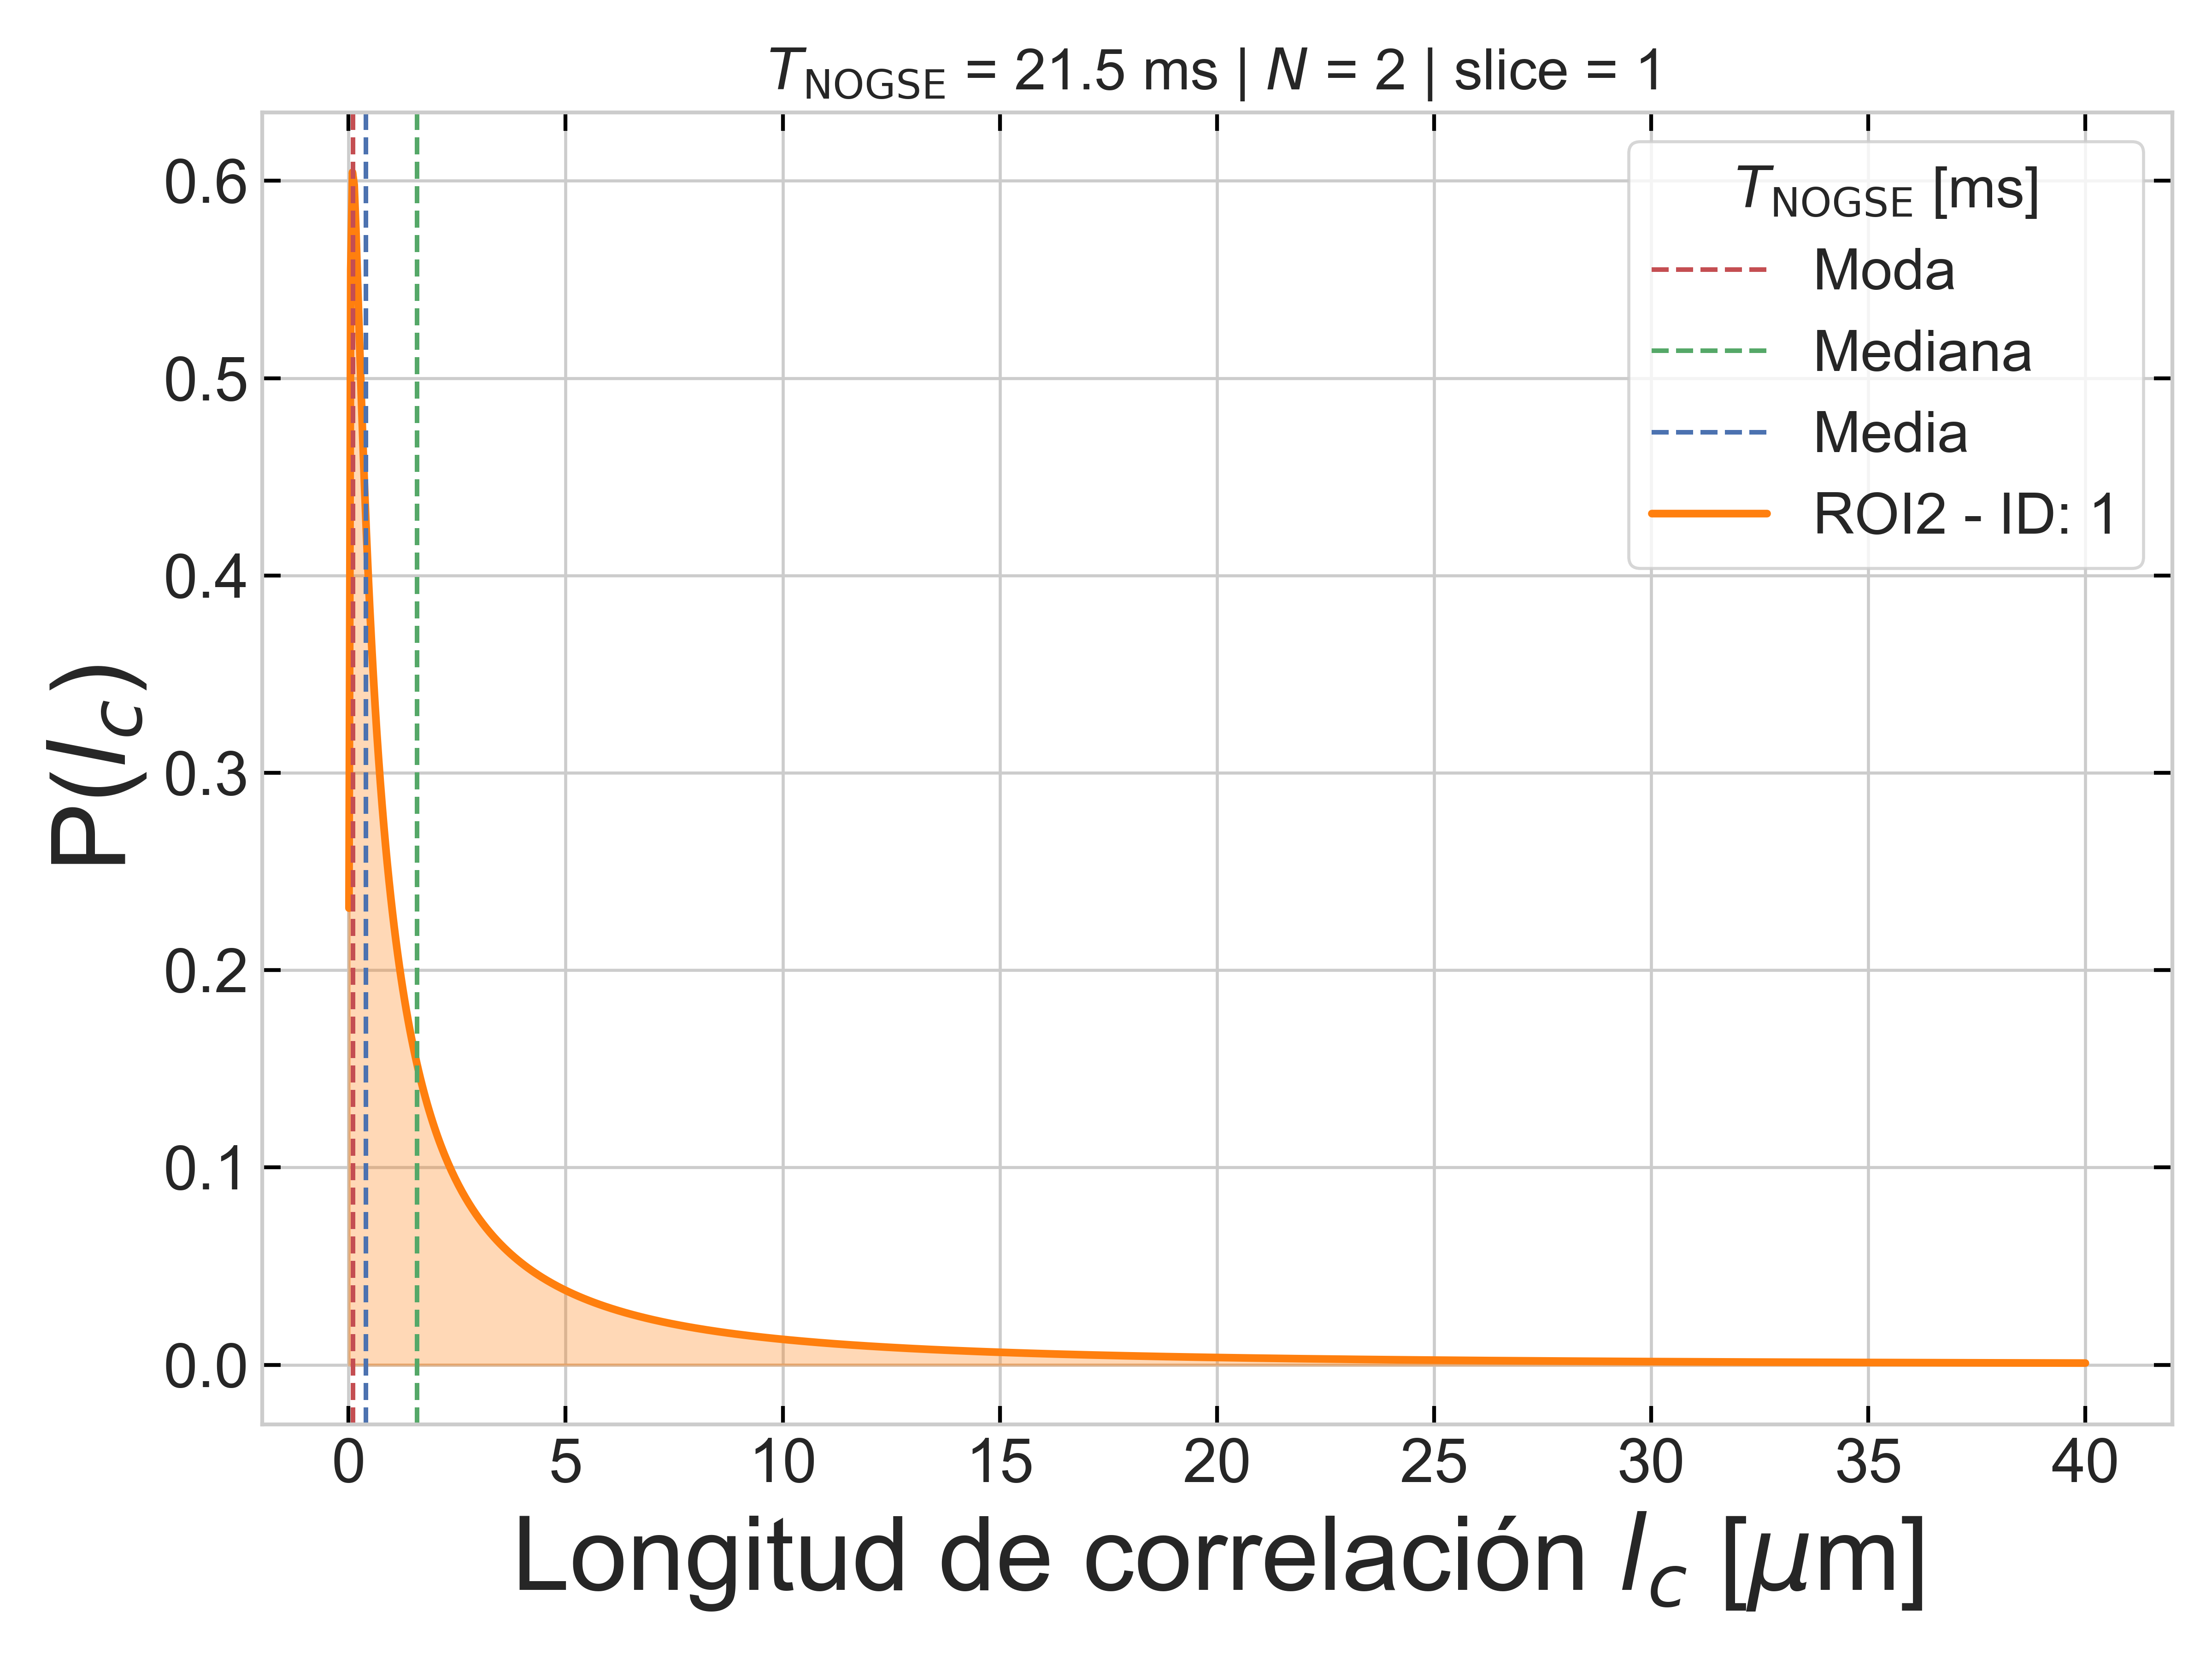 T_NOGSE = 21.5 ms | N = 2 | slice = 1
T_NOGSE [ms]
Moda
Mediana
Media
ROI2 - ID: 1
P(l_c)
0.6
0.5
0.4
0.3
0.2
0.1
0.0
0 5 10 15 20 25 30 35 40
Longitud de correlación l_c [μm]